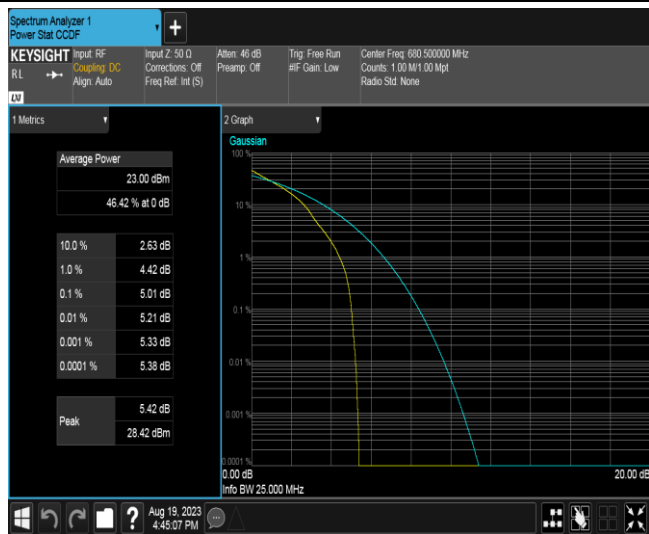 Spectrum Analyzer 1
Power Stat CCDF
+
KEYSIGHT
RL
LXI
Input: RF
Coupling: DC
Align: Auto
Input Z: 50 Ω
Corrections: Off
Freq Ref: Int (S)
Atten: 46 dB
Preamp: Off
Trig: Free Run
#IF Gain: Low
Center Freq: 680.500000 MHz
Counts: 1.00 M/1.00 Mpt
Radio Std: None
1 Metrics
Average Power
23.00 dBm
46.42 % at 0 dB
10.0 % 2.63 dB
1.0 % 4.42 dB
0.1 % 5.01 dB
0.01 % 5.21 dB
0.001 % 5.33 dB
0.0001 % 5.38 dB
Peak
5.42 dB
28.42 dBm
2 Graph
Gaussian
100 %
10 %
1 %
0.1 %
0.01 %
0.001 %
0.0001 %
0.00 dB 20.00 dB
Info BW 25.000 MHz
?
Aug 19, 2023
4:45:07 PM